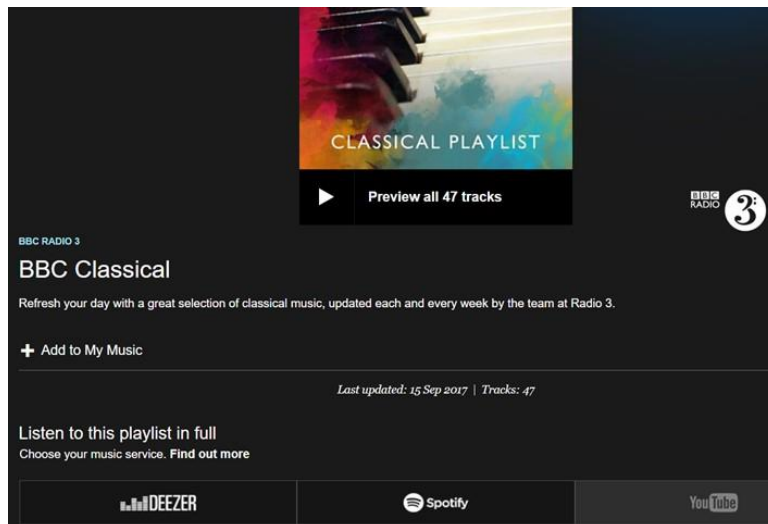 CLASSICAL PLAYLIST
Preview all 47 tracks
BBC
RADIO
3
BBC RADIO 3
BBC Classical
Refresh your day with a great selection of classical music, updated each and every week by the team at Radio 3.
+ Add to My Music
Last updated: 15 Sep 2017 | Tracks: 47
Listen to this playlist in full
Choose your music service. Find out more
DEEZER
Spotify
YouTube